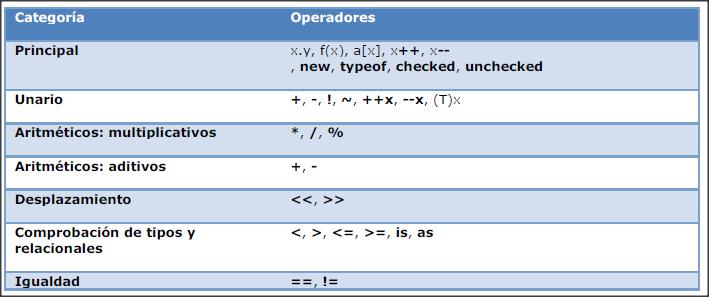 Categoría Operadores
Principal x.y, f(x), a[x], x++, x--
, new, typeof, checked, unchecked
Unario +, -, !, ~, ++x, --x, (T)x
Aritméticos: multiplicativos *, /, %
Aritméticos: aditivos +, -
Desplazamiento <<, >>
Comprobación de tipos y <, >, <=, >=, is, as
relacionales
Igualdad ==, !=